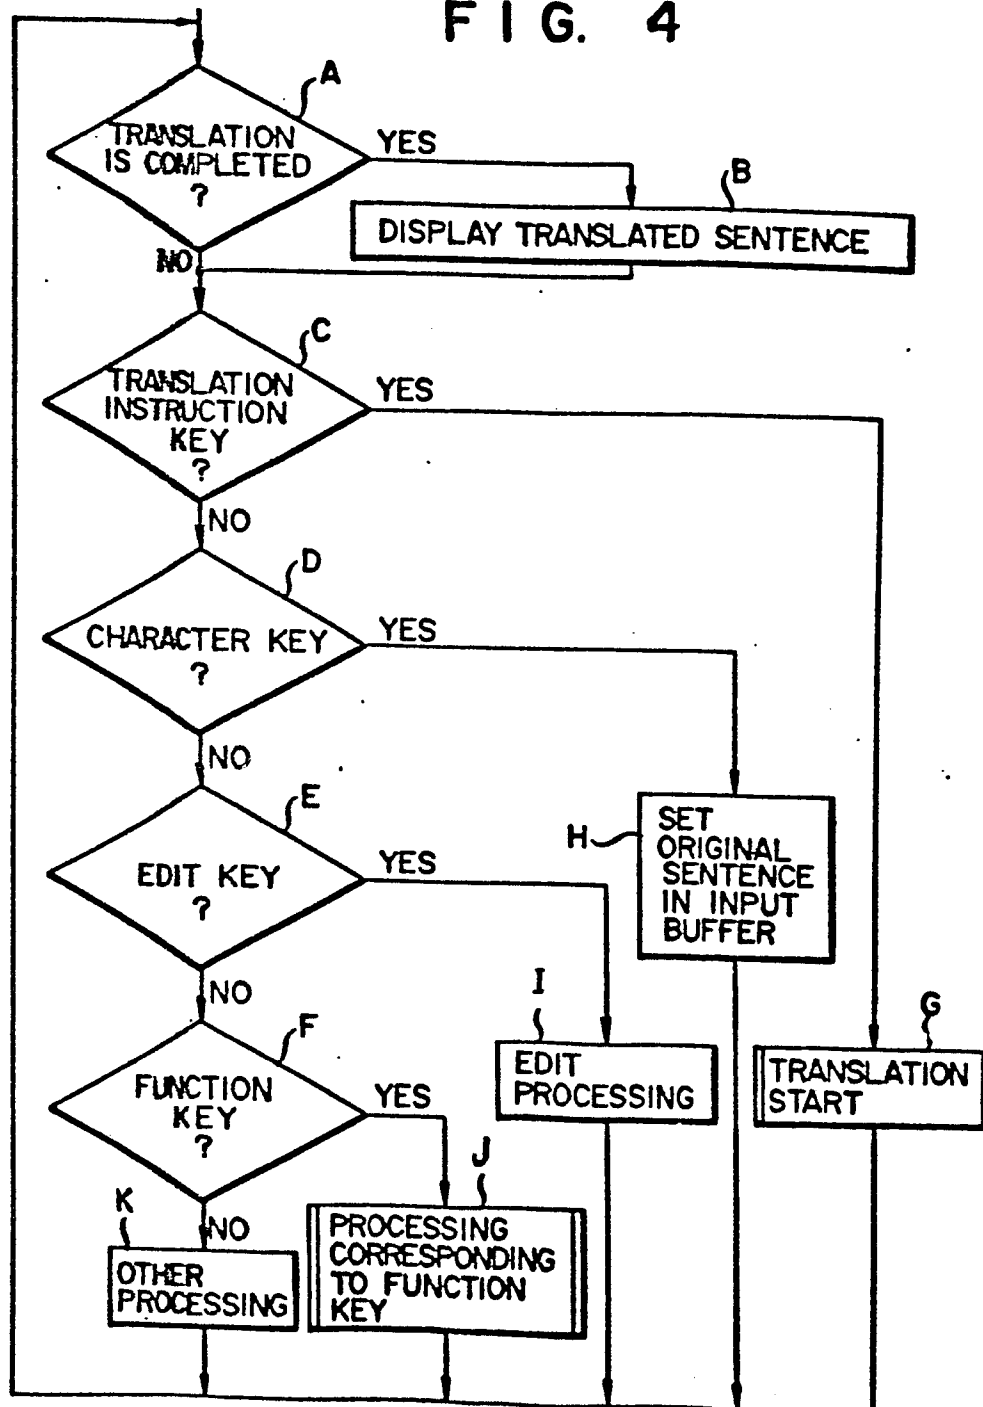 FIG. 4
A
TRANSLATION
IS COMPLETED
?
YES
B
DISPLAY TRANSLATED SENTENCE
NO
C
TRANSLATION
INSTRUCTION
KEY
?
YES
NO
D
CHARACTER KEY
?
YES
NO
E
EDIT KEY
?
YES
H
SET
ORIGINAL
SENTENCE
IN INPUT
BUFFER
NO
I
EDIT
PROCESSING
G
TRANSLATION
START
F
FUNCTION
KEY
?
YES
J
PROCESSING
CORRESPONDING
TO FUNCTION
KEY
NO
K
OTHER
PROCESSING